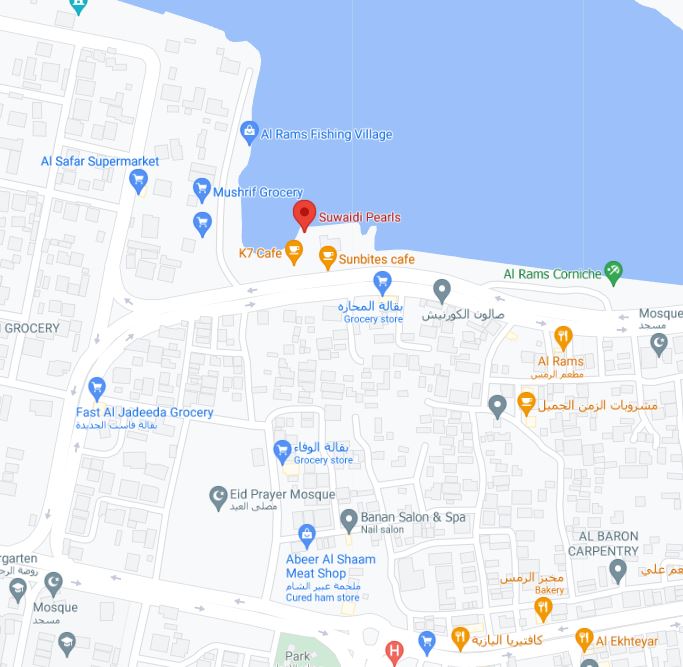 Al Rams Fishing Village
Al Safar Supermarket
Mushrif Grocery
Suwaidi Pearls
K7 Cafe
Sunbites cafe
Al Rams Corniche
بقالة المحاره
Grocery store
صالون الكورنيش
Mosque
مسجد
GROCERY
Al Rams
مطعم الرمس
Fast Al Jadeeda Grocery
بقالة فاست الجديدة
مشروبات الزمن الجميل
بقالة الوفاء
Grocery store
Eid Prayer Mosque
مصلى العيد
Banan Salon & Spa
Nail salon
AL BARON
CARPENTRY
Abeer Al Shaam
Meat Shop
ملحمة عبير الشام
Cured ham store
rgarten
روضة الرح
مخبز الرمس
Bakery
عم علي
Mosque
مسجد
كافتيريا البازية
Al Ekhteyar
H
Park